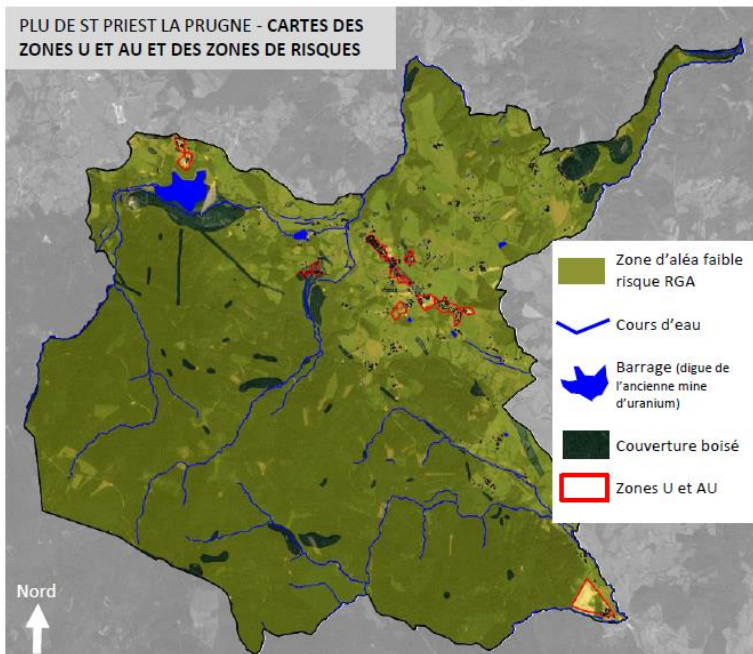 PLU DE ST PRIEST LA PRUGNE - CARTES DES
ZONES U ET AU ET DES ZONES DE RISQUES
Zone d'aléa faible
risque RGA
Cours d'eau
Barrage (digue de
l'ancienne mine
d'uranium)
Couverture boisé
Zones U et AU
Nord